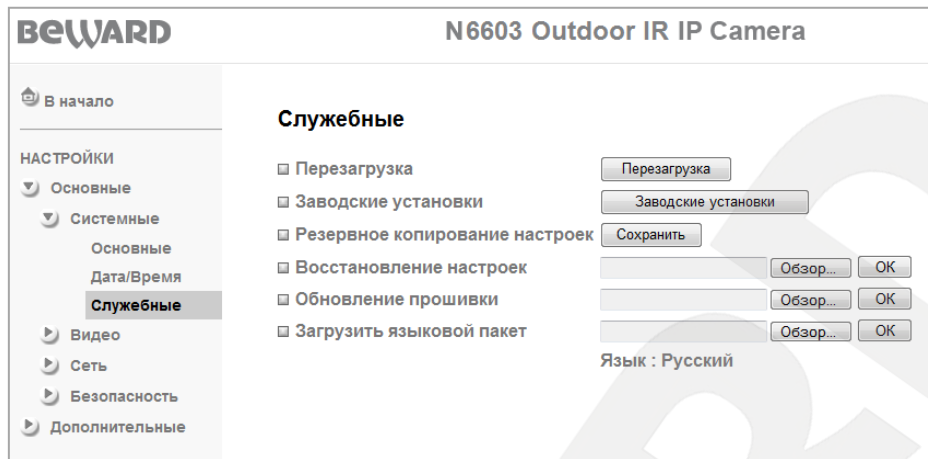 BEWARD
N6603 Outdoor IR IP Camera
В начало
НАСТРОЙКИ
Основные
Системные
Основные
Дата/Время
Служебные
Видео
Сеть
Безопасность
Дополнительные
Служебные
Перезагрузка Перезагрузка
Заводские установки Заводские установки
Резервное копирование настроек Сохранить
Восстановление настроек Обзор... OK
Обновление прошивки Обзор... OK
Загрузить языковой пакет Обзор... OK
Язык : Русский